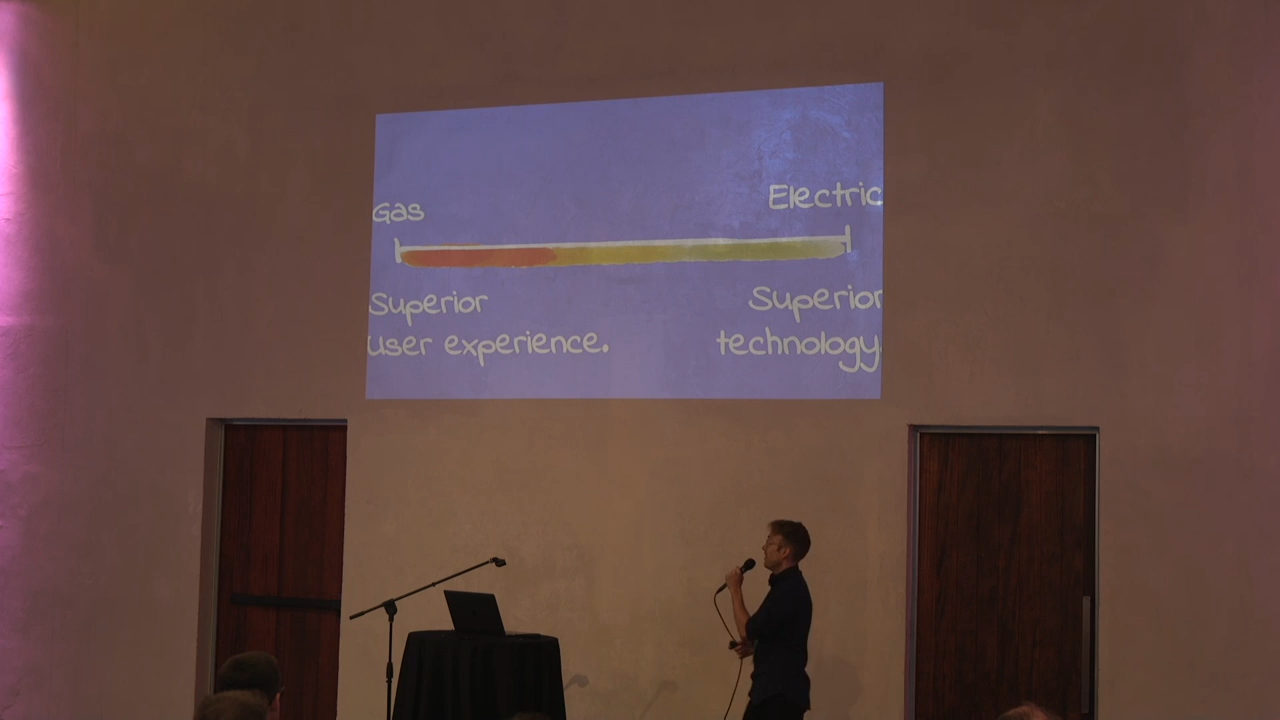 Gas
Electric
Superior
user experience.
Superior
technology.